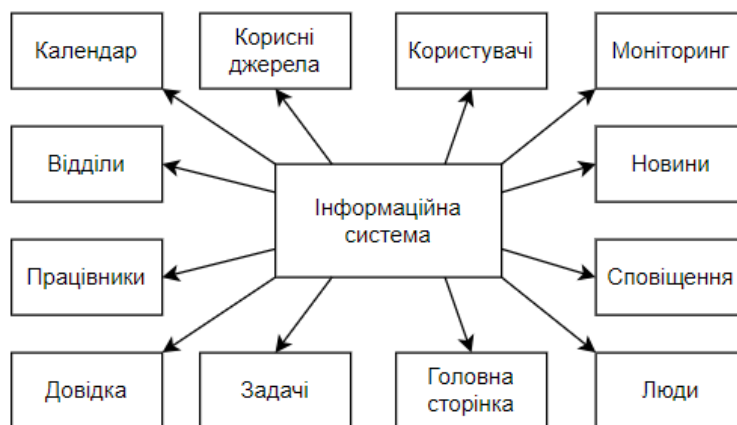 Календар
Корисні
джерела
Користувачі
Моніторинг
Відділи
Інформаційна
система
Новини
Працівники
Сповіщення
Довідка
Задачі
Головна
сторінка
Люди